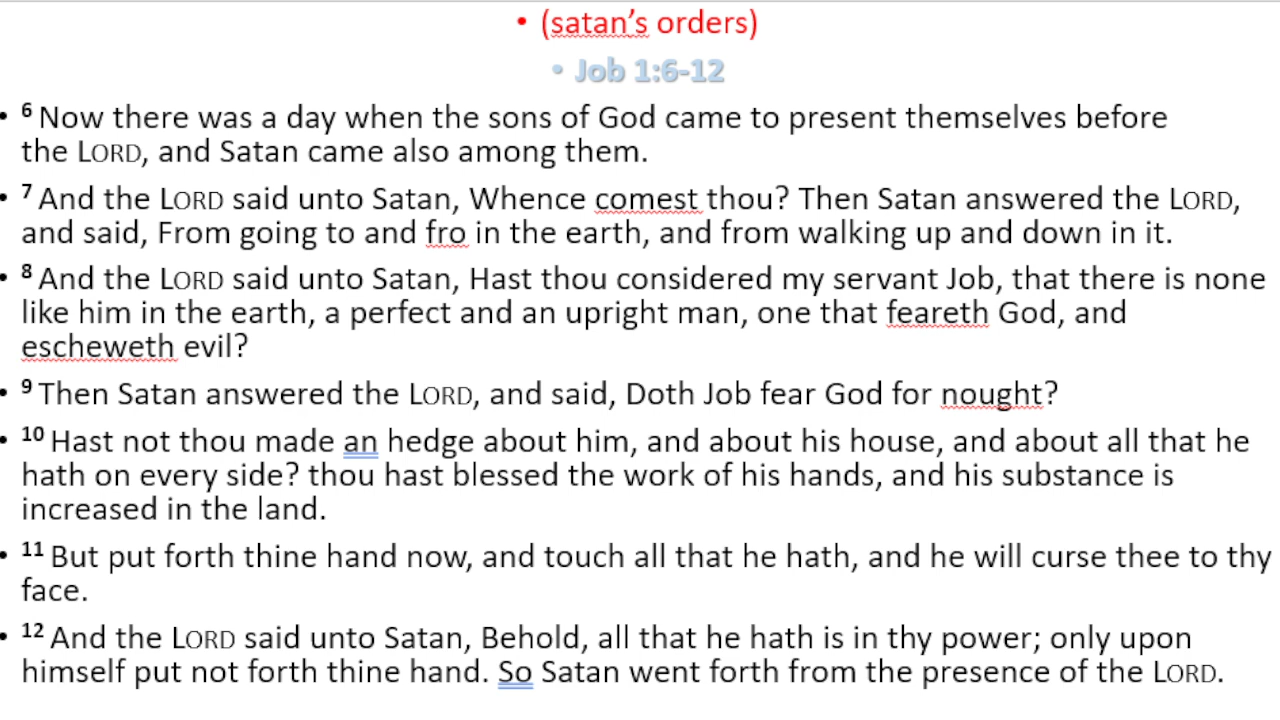 • (satan's orders)
• Job 1:6-12
• 6 Now there was a day when the sons of God came to present themselves before
the LORD, and Satan came also among them.
• 7 And the LORD said unto Satan, Whence comest thou? Then Satan answered the LORD,
and said, From going to and fro in the earth, and from walking up and down in it.
• 8 And the LORD said unto Satan, Hast thou considered my servant Job, that there is none
like him in the earth, a perfect and an upright man, one that feareth God, and
escheweth evil?
• 9 Then Satan answered the LORD, and said, Doth Job fear God for nought?
• 10 Hast not thou made an hedge about him, and about his house, and about all that he
hath on every side? thou hast blessed the work of his hands, and his substance is
increased in the land.
• 11 But put forth thine hand now, and touch all that he hath, and he will curse thee to thy
face.
• 12 And the LORD said unto Satan, Behold, all that he hath is in thy power; only upon
himself put not forth thine hand. So Satan went forth from the presence of the LORD.